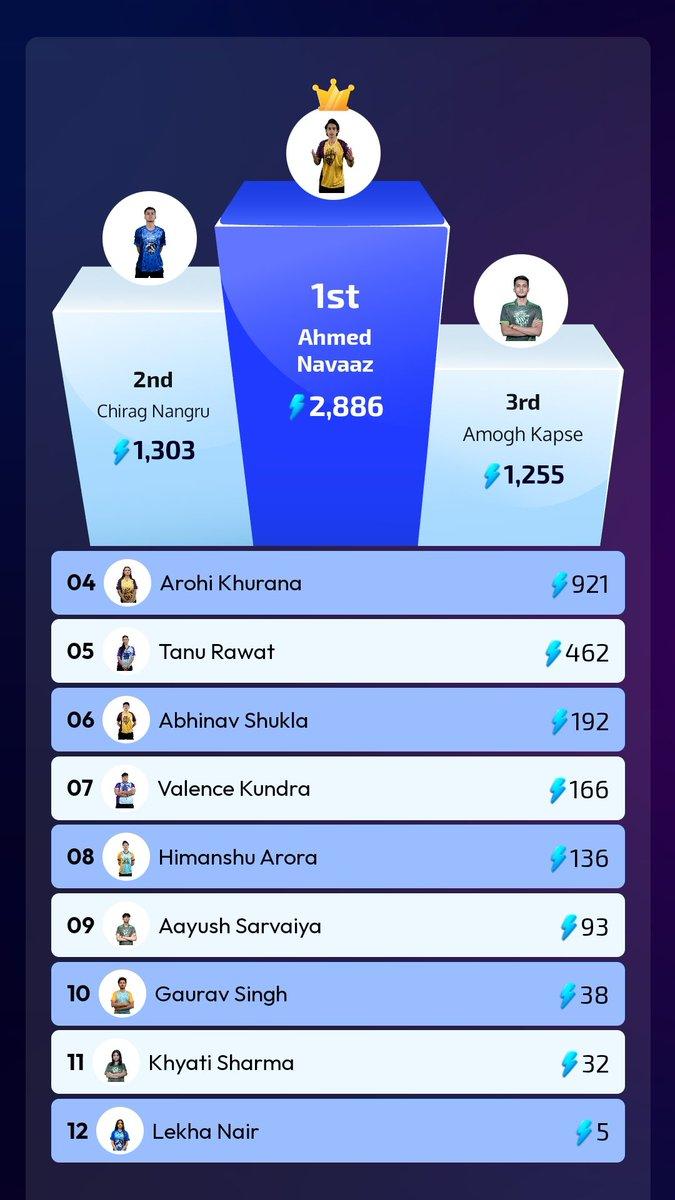 1st
Ahmed
Navaaz
2,886
2nd
Chirag Nangru
1,303
3rd
Amogh Kapse
1,255
04 Arohi Khurana 921
05 Tanu Rawat 462
06 Abhinav Shukla 192
07 Valence Kundra 166
08 Himanshu Arora 136
09 Aayush Sarvaiya 93
10 Gaurav Singh 38
11 Khyati Sharma 32
12 Lekha Nair 5